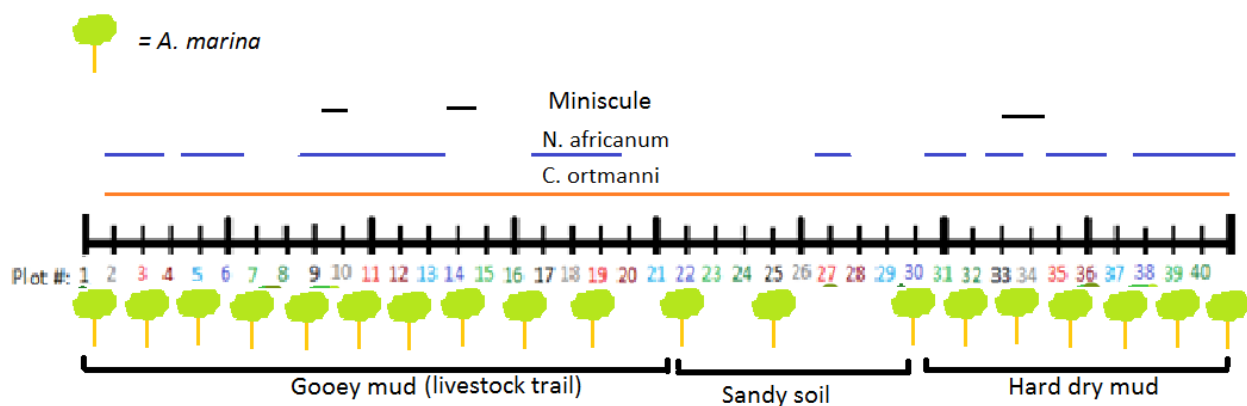 = A. marina
Miniscule
N. africanum
C. ortmanni
Plot #: 1 2 3 4 5 6 7 8 9 10 11 12 13 14 15 16 17 18 19 20 21 22 23 24 25 26 27 28 29 30 31 32 33 34 35 36 37 38 39 40
Gooey mud (livestock trail)
Sandy soil
Hard dry mud